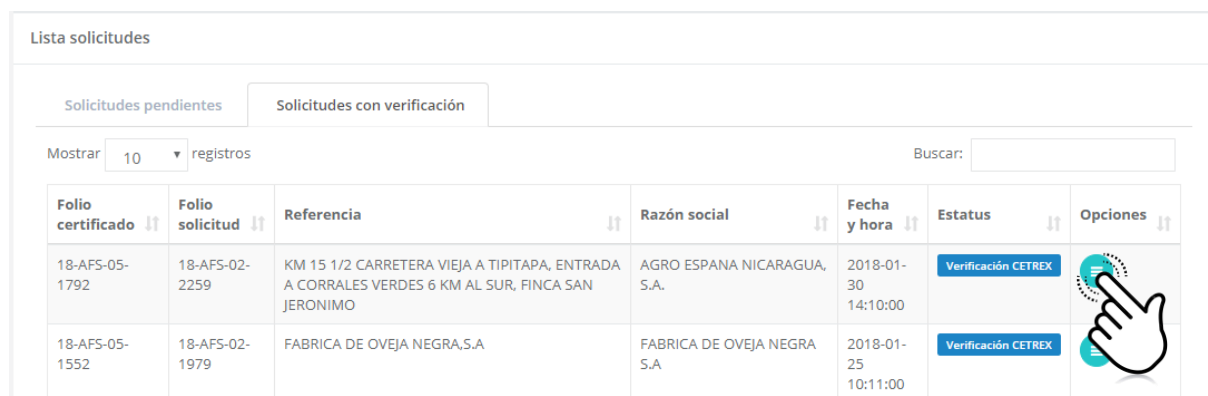 Lista solicitudes
Solicitudes pendientes Solicitudes con verificación
Mostrar 10 registros Buscar:
Folio certificado Folio solicitud Referencia Razón social Fecha y hora Estatus Opciones
18-AFS-05-1792 18-AFS-02-2259 KM 15 1/2 CARRETERA VIEJA A TIPITAPA, ENTRADA A CORRALES VERDES 6 KM AL SUR, FINCA SAN JERONIMO AGRO ESPANA NICARAGUA, S.A. 2018-01-30 14:10:00 Verificación CETREX
18-AFS-05-1552 18-AFS-02-1979 FABRICA DE OVEJA NEGRA,S.A FABRICA DE OVEJA NEGRA S.A 2018-01-25 10:11:00 Verificación CETREX